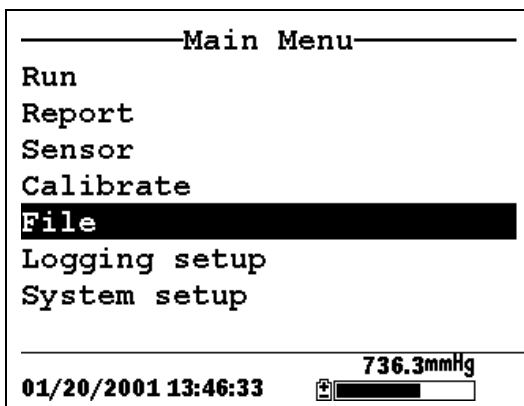 Main Menu
Run
Report
Sensor
Calibrate
File
Logging setup
System setup
736.3mmHg
01/20/2001 13:46:33